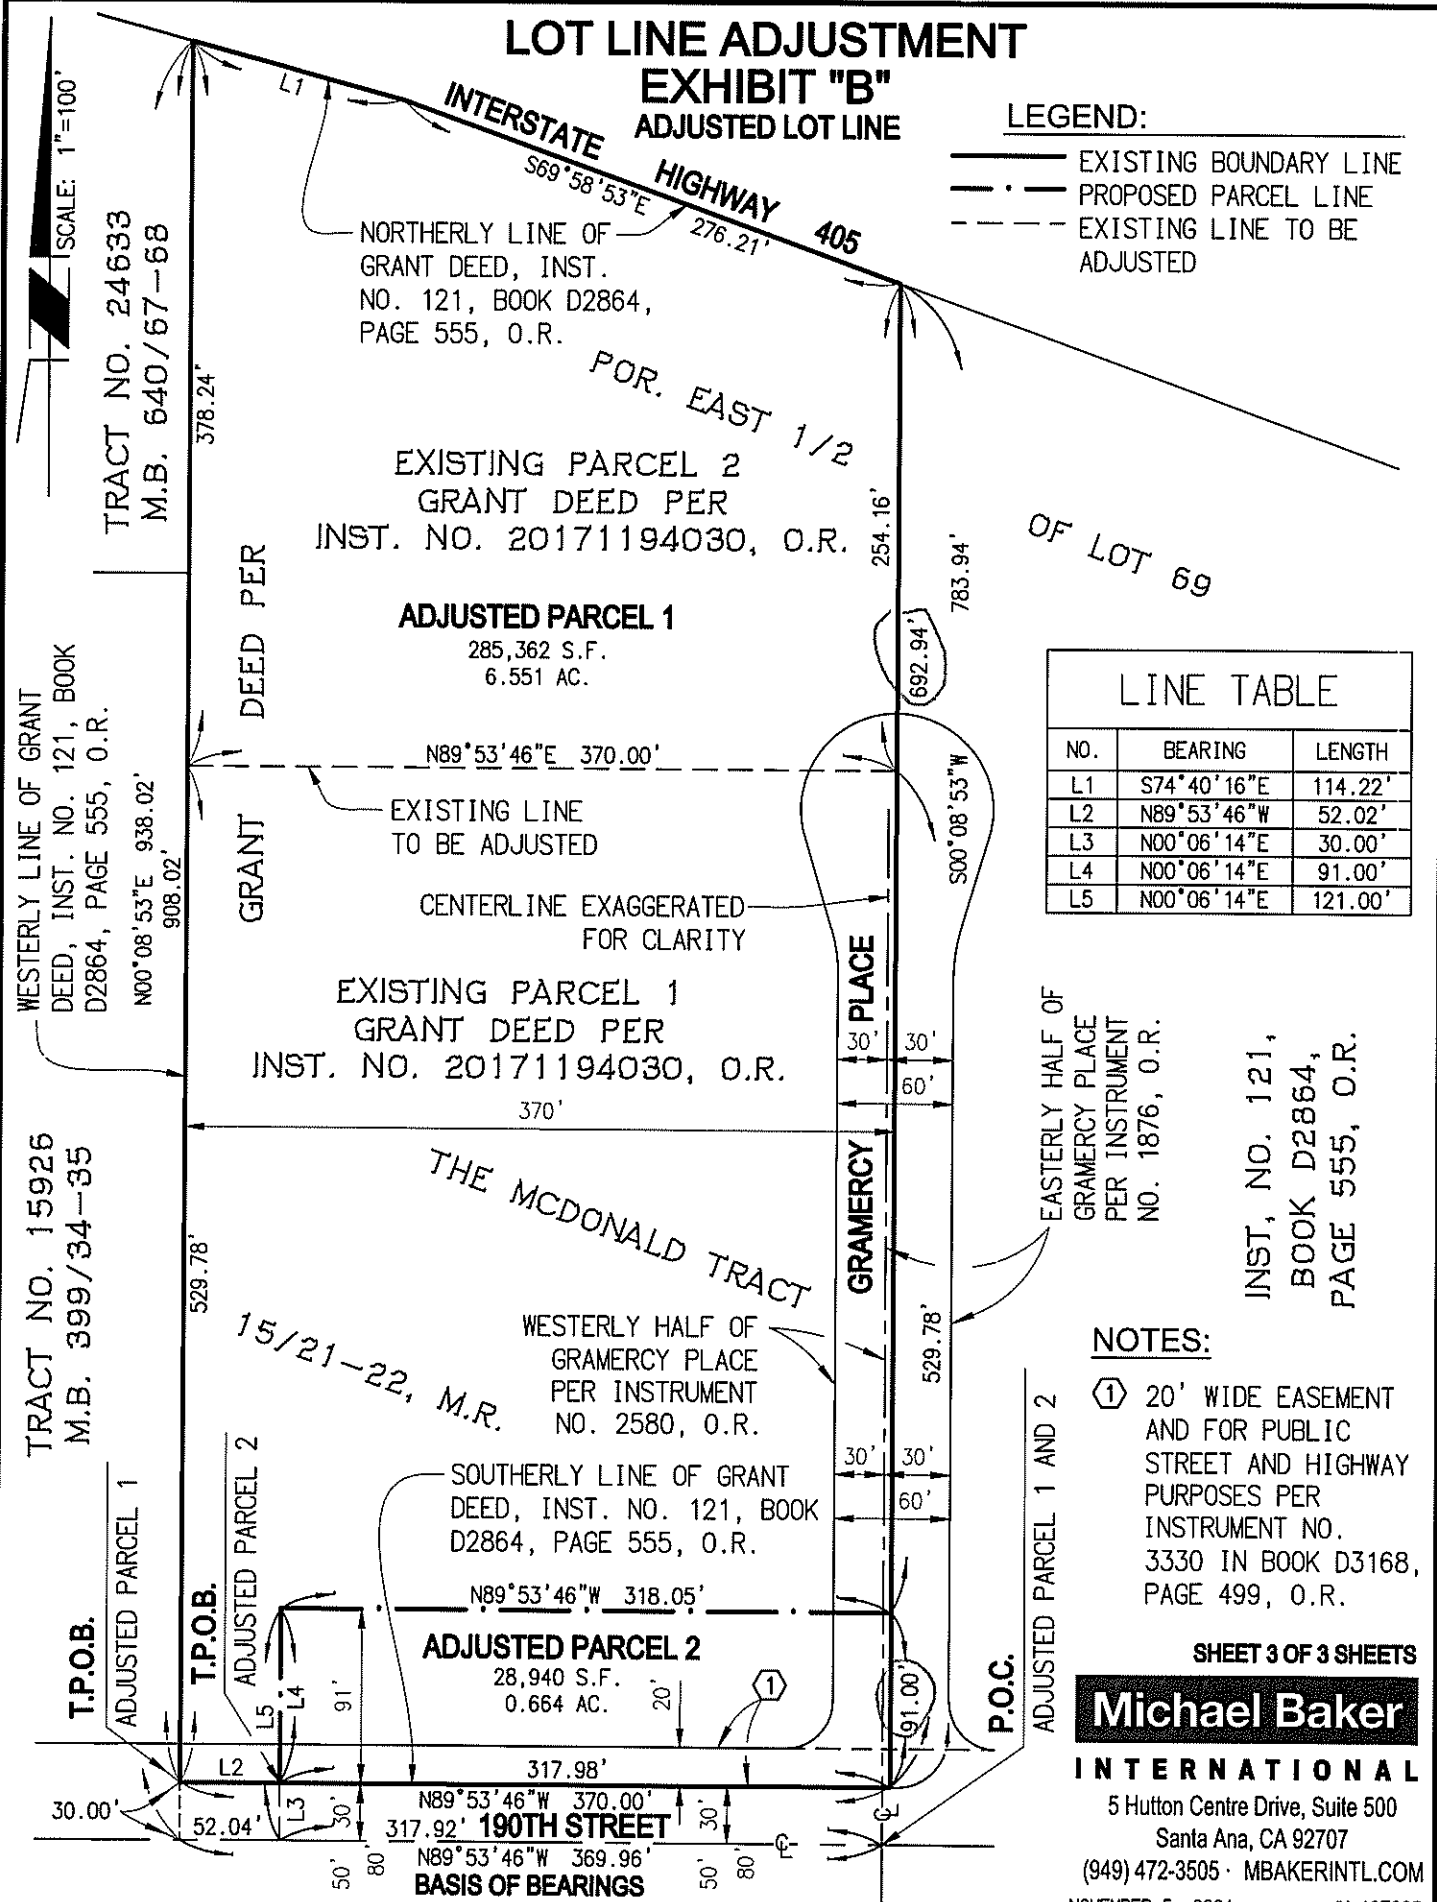 LOT LINE ADJUSTMENT
EXHIBIT "B"
ADJUSTED LOT LINE
LEGEND:
EXISTING BOUNDARY LINE
PROPOSED PARCEL LINE
EXISTING LINE TO BE
ADJUSTED
SCALE: 1"=100'
L1
INTERSTATE HIGHWAY 405
S69°58'53"E 276.21'
NORTHERLY LINE OF
GRANT DEED, INST.
NO. 121, BOOK D2864,
PAGE 555, O.R.
TRACT NO. 24633
M.B. 640/67-68
378.24'
POR. EAST 1/2
OF LOT 69
EXISTING PARCEL 2
GRANT DEED PER
INST. NO. 20171194030, O.R.
254.16'
783.94'
692.94'
ADJUSTED PARCEL 1
285,362 S.F.
6.551 AC.
GRANT DEED PER
WESTERLY LINE OF GRANT
DEED, INST. NO. 121, BOOK
D2864, PAGE 555, O.R.
N00°08'53"E 938.02'
908.02'
N89°53'46"E 370.00'
EXISTING LINE
TO BE ADJUSTED
S00°08'53"W
CENTERLINE EXAGGERATED
FOR CLARITY
LINE TABLE
NO. BEARING LENGTH
L1 S74°40'16"E 114.22'
L2 N89°53'46"W 52.02'
L3 N00°06'14"E 30.00'
L4 N00°06'14"E 91.00'
L5 N00°06'14"E 121.00'
EXISTING PARCEL 1
GRANT DEED PER
INST. NO. 20171194030, O.R.
GRAMERCY PLACE
30' 30'
60'
370'
EASTERLY HALF OF
GRAMERCY PLACE
PER INSTRUMENT
NO. 1876, O.R.
INST, NO. 121,
BOOK D2864,
PAGE 555, O.R.
THE MCDONALD TRACT
TRACT NO. 15926
M.B. 399/34-35
529.78'
15/21-22, M.R.
WESTERLY HALF OF
GRAMERCY PLACE
PER INSTRUMENT
NO. 2580, O.R.
529.78'
NOTES:
1 20' WIDE EASEMENT
AND FOR PUBLIC
STREET AND HIGHWAY
PURPOSES PER
INSTRUMENT NO.
3330 IN BOOK D3168,
PAGE 499, O.R.
SOUTHERLY LINE OF GRANT
DEED, INST. NO. 121, BOOK
D2864, PAGE 555, O.R.
30' 30'
60'
T.P.O.B.
ADJUSTED PARCEL 1
T.P.O.B.
ADJUSTED PARCEL 2
P.O.C.
ADJUSTED PARCEL 1 AND 2
N89°53'46"W 318.05'
ADJUSTED PARCEL 2
28,940 S.F.
0.664 AC.
L5
L4
91'
20'
1
91.00'
L2
317.98'
N89°53'46"W 370.00'
30.00'
52.04'
L3
30'
317.92'
190TH STREET
30'
N89°53'46"W 369.96'
BASIS OF BEARINGS
50'
80'
50'
80'
SHEET 3 OF 3 SHEETS
Michael Baker
INTERNATIONAL
5 Hutton Centre Drive, Suite 500
Santa Ana, CA 92707
(949) 472-3505 · MBAKERINTL.COM